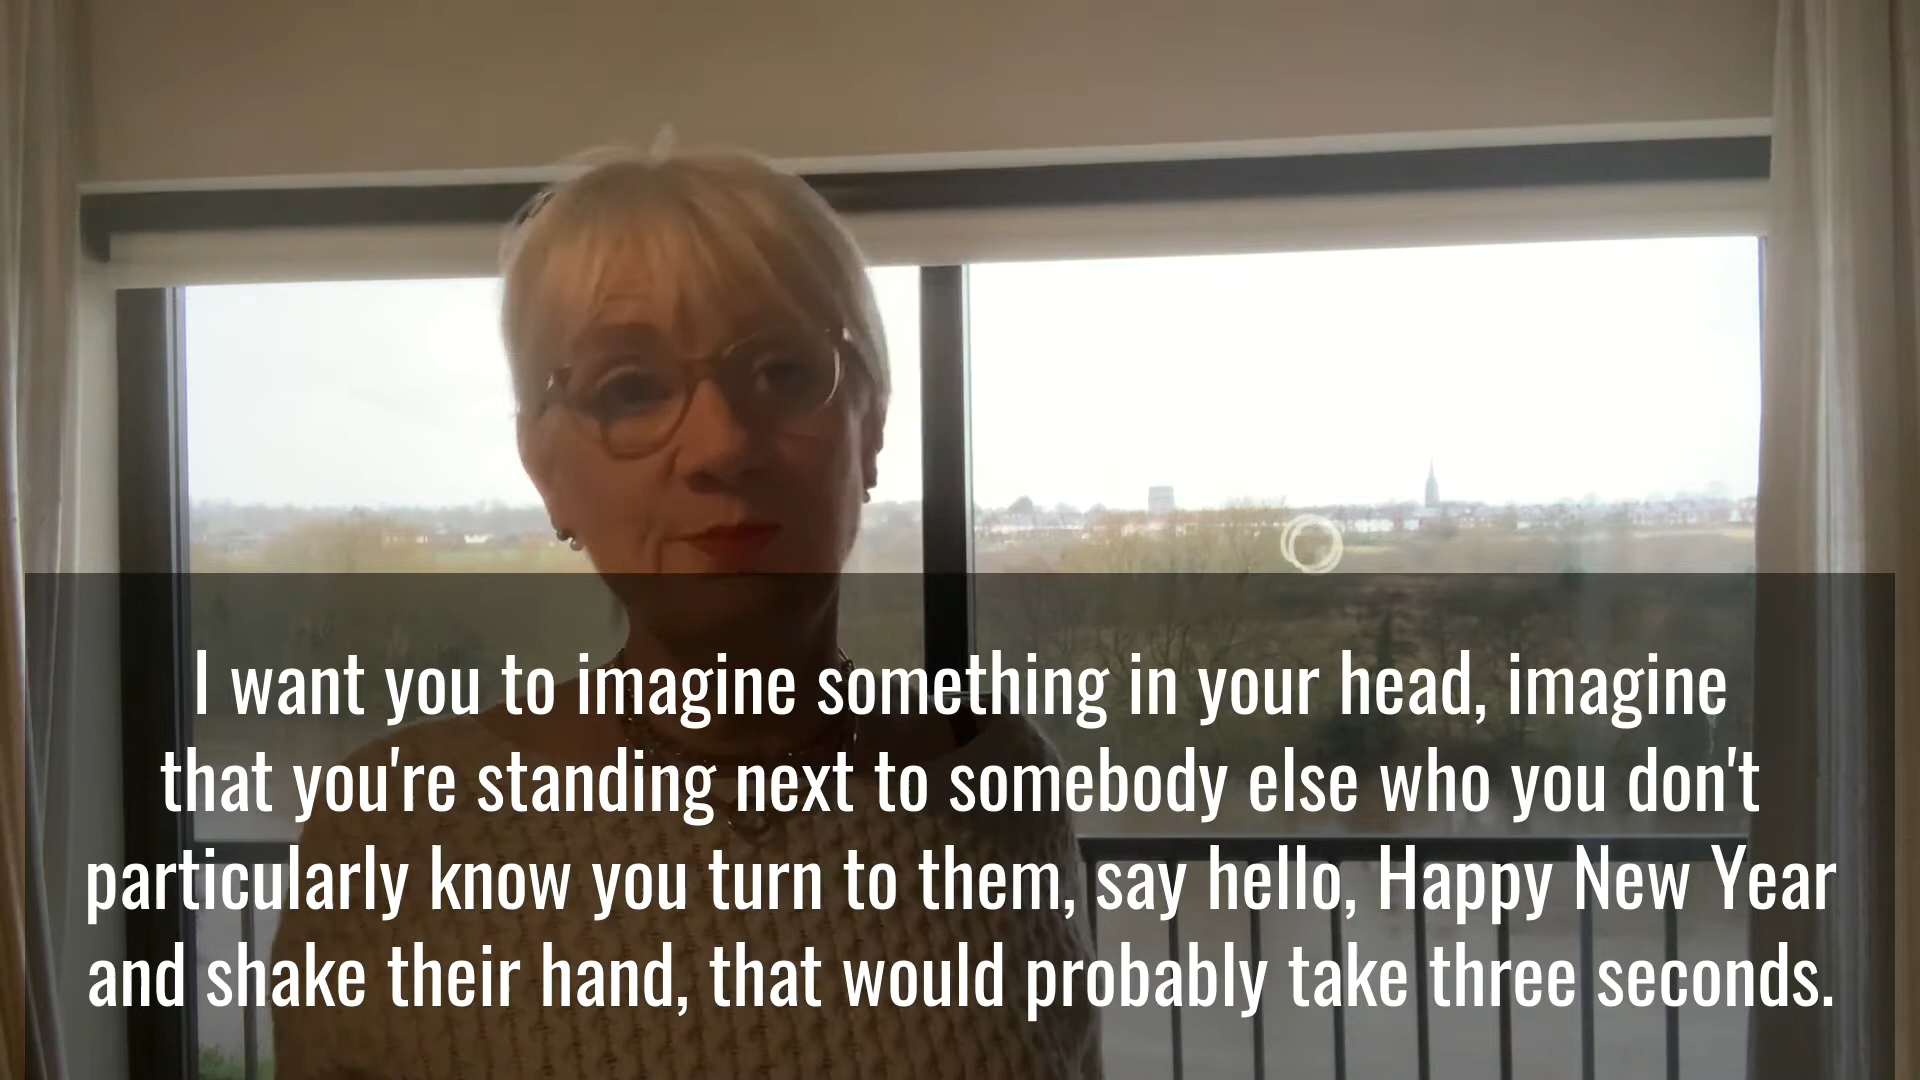 I want you to imagine something in your head, imagine
that you're standing next to somebody else who you don't
particularly know you turn to them, say hello, Happy New Year
and shake their hand, that would probably take three seconds.